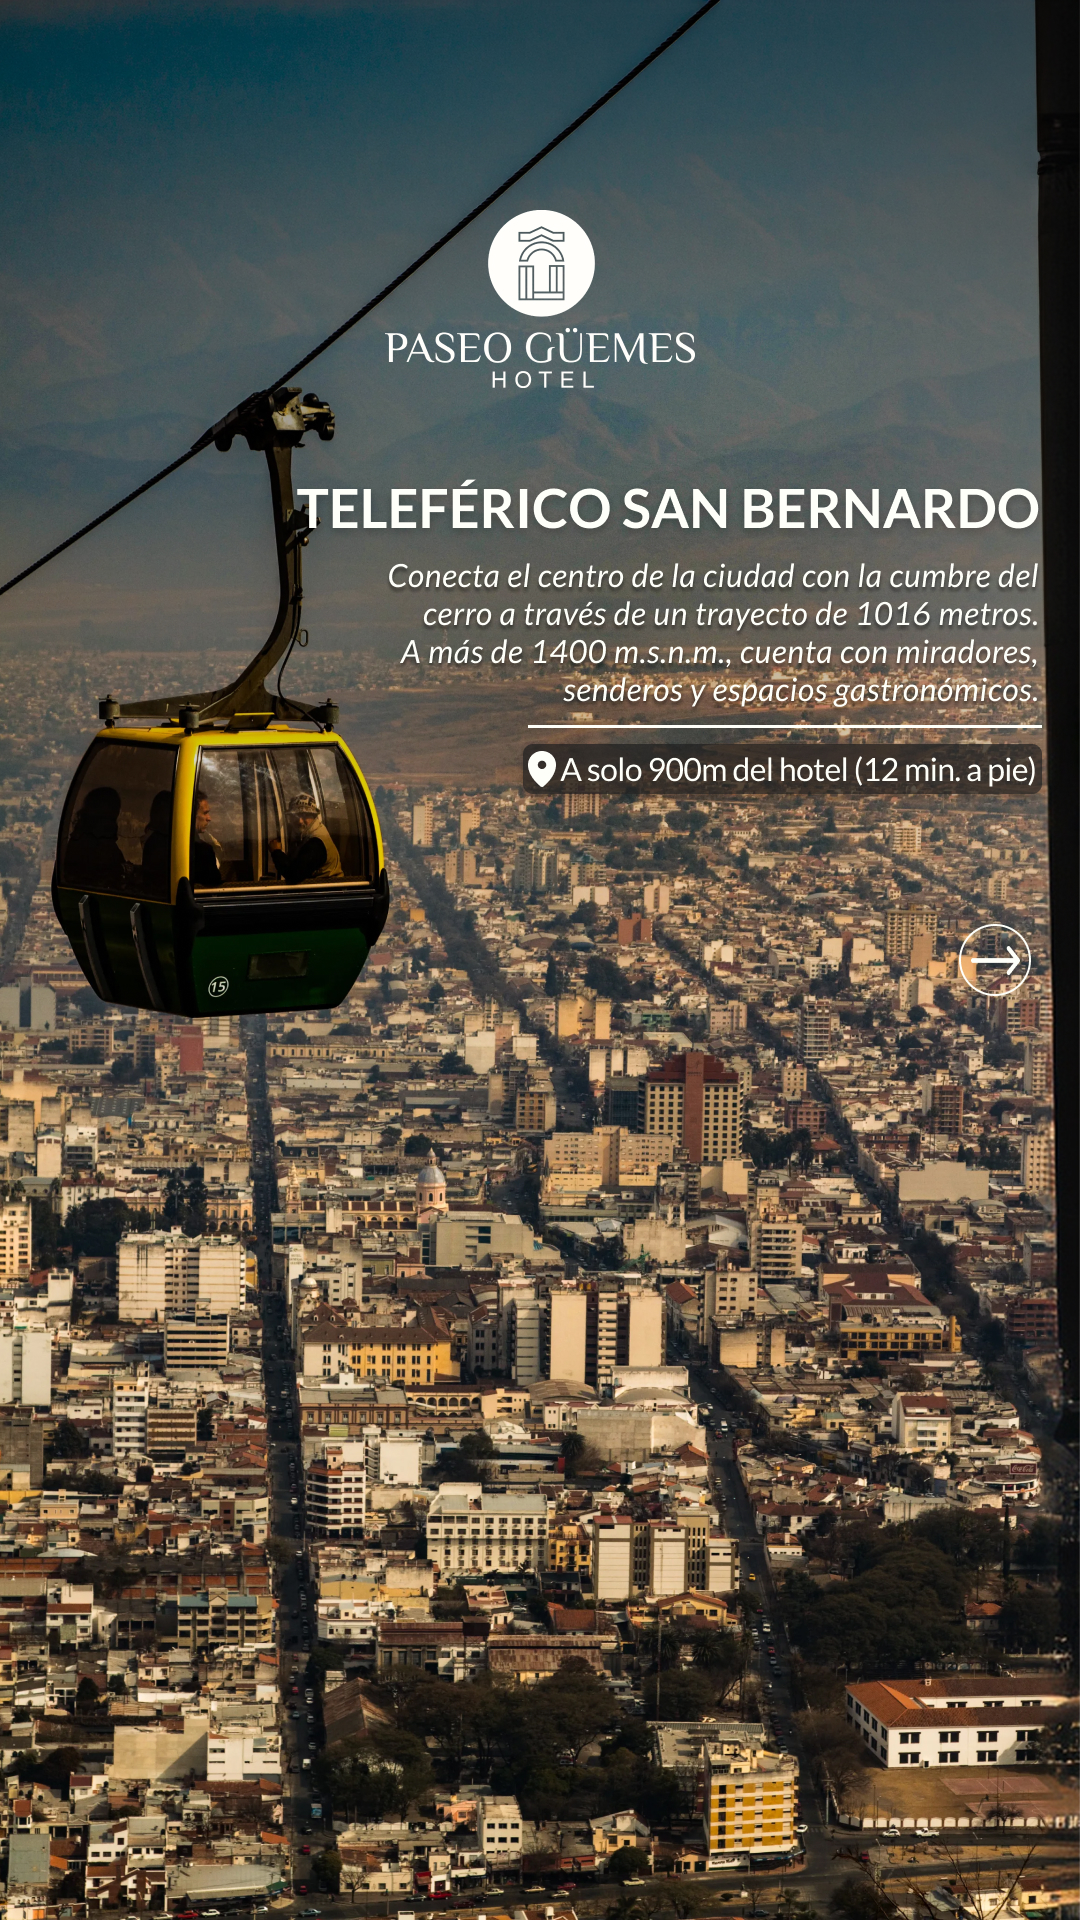 PASEO GÜEMES
HOTEL
TELEFÉRICO SAN BERNARDO
Conecta el centro de la ciudad con la cumbre del
cerro a través de un trayecto de 1016 metros.
A más de 1400 m.s.n.m., cuenta con miradores,
senderos y espacios gastronómicos.
A solo 900m del hotel (12 min. a pie)
15
Coca-Cola